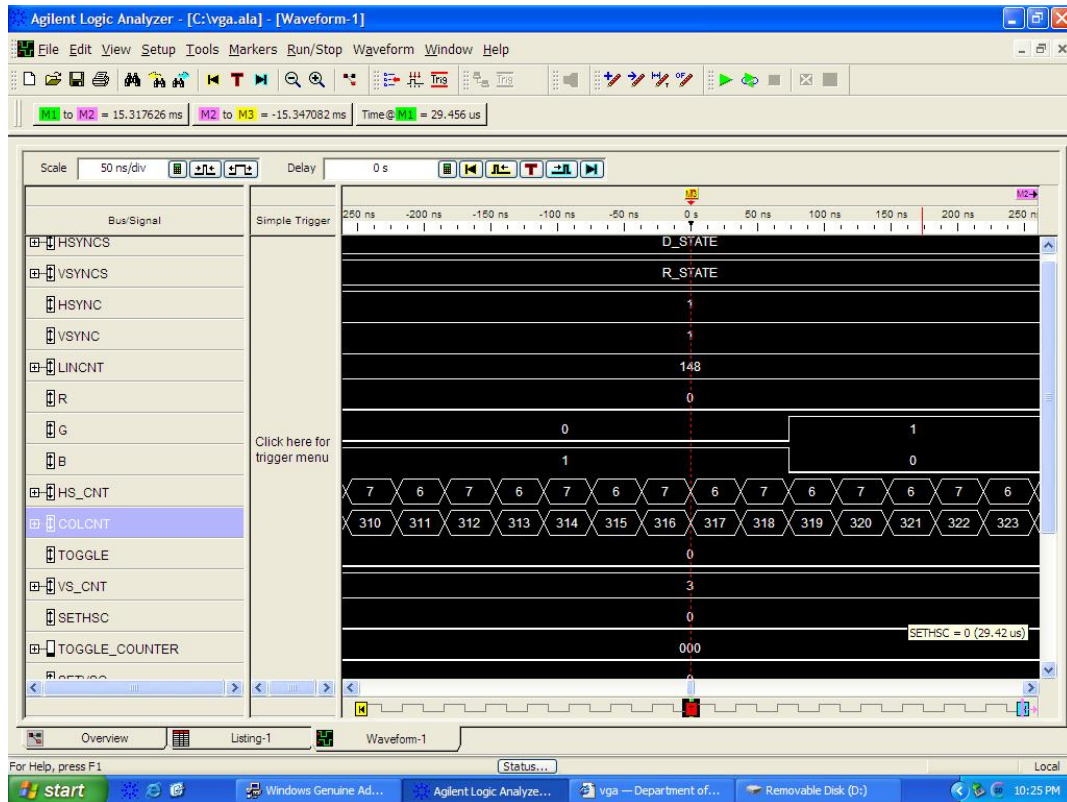 Agilent Logic Analyzer - [C:\vga.ala] - [Waveform-1]
File Edit View Setup Tools Markers Run/Stop Waveform Window Help
M1 to M2 = 15.317626 ms M2 to M3 = -15.347082 ms Time@M1 = 29.456 us
Scale 50 ns/div Delay 0 s
M3 M2
Bus/Signal Simple Trigger 250 ns -200 ns -150 ns -100 ns -50 ns 0 s 50 ns 100 ns 150 ns 200 ns 250 n
HSYNCS D_STATE
VSYNCS R_STATE
HSYNC 1
VSYNC 1
LINCNT 148
R 0
G 0 1
Click here for trigger menu
B 1 0
HS_CNT 7 6 7 6 7 6 7 6 7 6 7 6 7 6
COLCNT 310 311 312 313 314 315 316 317 318 319 320 321 322 323
TOGGLE 0
VS_CNT 3
SETHSC 0
SETHSC = 0 (29.42 us)
TOGGLE_COUNTER 000
Overview Listing-1 Waveform-1
For Help, press F1 Status... Local
start Windows Genuine Ad... Agilent Logic Analyze... vga — Department of... Removable Disk (D:) 10:25 PM